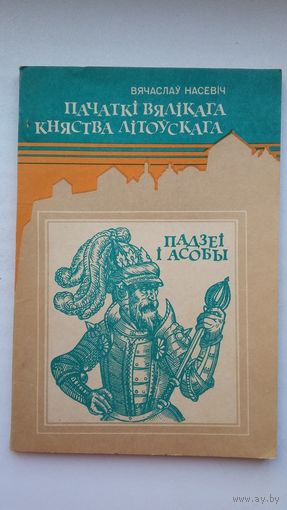 ВЯЧАСЛАЎ НАСЕВІЧ
ПАЧАТКІ ВЯЛІКАГА
КНЯСТВА ЛІТОЎСКАГА
ПАДЗЕІ
І АСОБЫ
www.ay.by